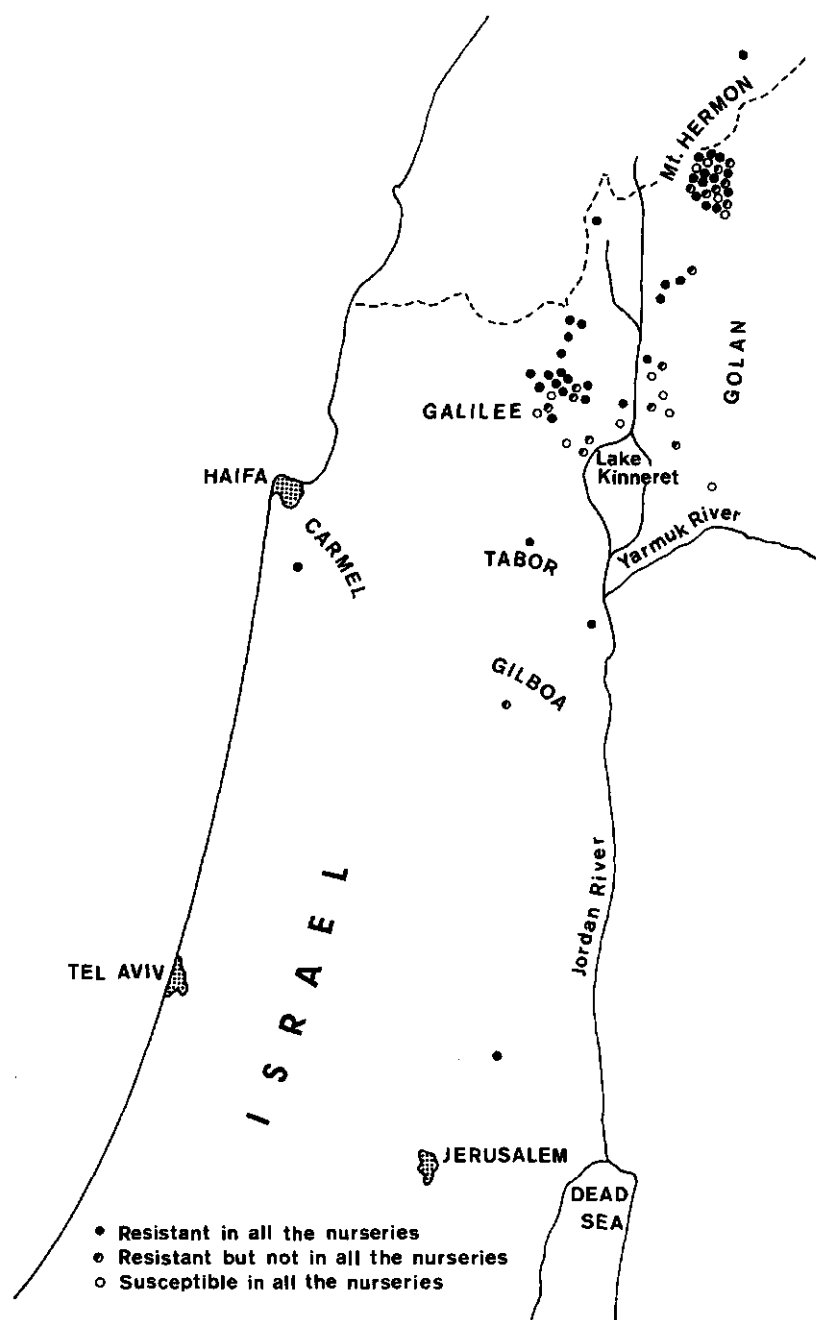 Mt. HERMON
GOLAN
GALILEE
HAIFA
Lake
Kinneret
CARMEL
Yarmuk River
TABOR
GILBOA
ISRAEL
Jordan River
TEL AVIV
JERUSALEM
DEAD
SEA
Resistant in all the nurseries
Resistant but not in all the nurseries
Susceptible in all the nurseries